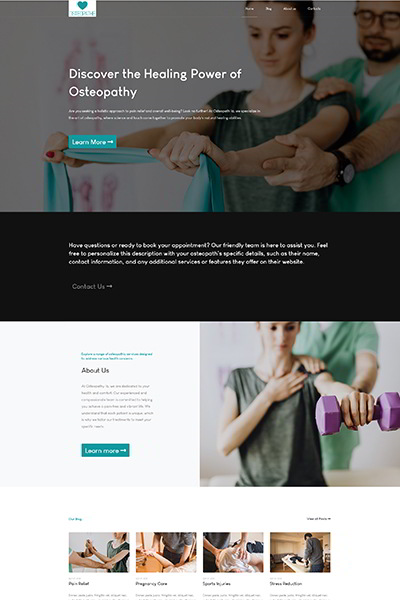 Home Blog About us Contacts
Discover the Healing Power of
Osteopathy
Are you seeking a holistic approach to pain relief and overall well-being? Look no further! At Osteopathy we specialize in
the art of osteopathy, where science and touch come together to promote your body's natural healing abilities.
Learn More →
Have questions or ready to book your appointment? Our friendly team is here to assist you. Feel
free to personalize this description with your osteopath's specific details, such as their name,
contact information, and any additional services or features they offer on their website.
Contact Us →
Explore a range of osteopathy services designed
to address various health concerns.
About Us
At Osteopathy we are dedicated to your
health and comfort. Our experienced and
compassionate team is committed to helping
you achieve a pain-free and vibrant life. We
understand that each patient is unique, which
is why we tailor our treatments to meet your
specific needs.
Learn more →
Our Blog
View all Posts →
Pain Relief Pregnancy Care Sports Injuries Stress Reduction